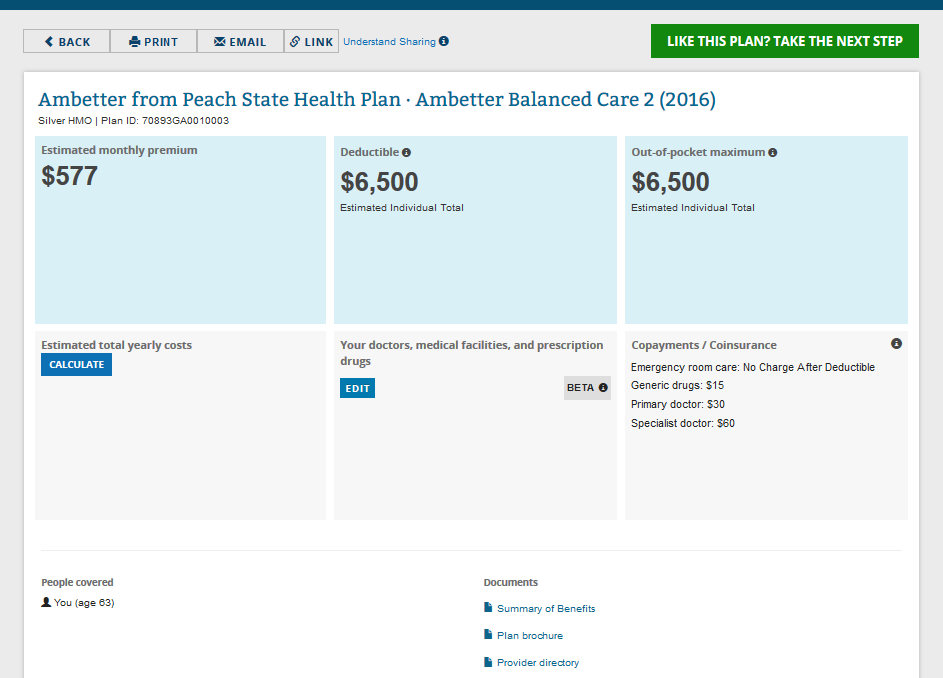 BACK
PRINT
EMAIL
LINK
Understand Sharing
LIKE THIS PLAN? TAKE THE NEXT STEP
Ambetter from Peach State Health Plan · Ambetter Balanced Care 2 (2016)
Silver HMO | Plan ID: 70893GA0010003
Estimated monthly premium
$577
Deductible
$6,500
Estimated Individual Total
Out-of-pocket maximum
$6,500
Estimated Individual Total
Estimated total yearly costs
CALCULATE
Your doctors, medical facilities, and prescription
drugs
EDIT
BETA
Copayments / Coinsurance
Emergency room care: No Charge After Deductible
Generic drugs: $15
Primary doctor: $30
Specialist doctor: $60
People covered
You (age 63)
Documents
Summary of Benefits
Plan brochure
Provider directory